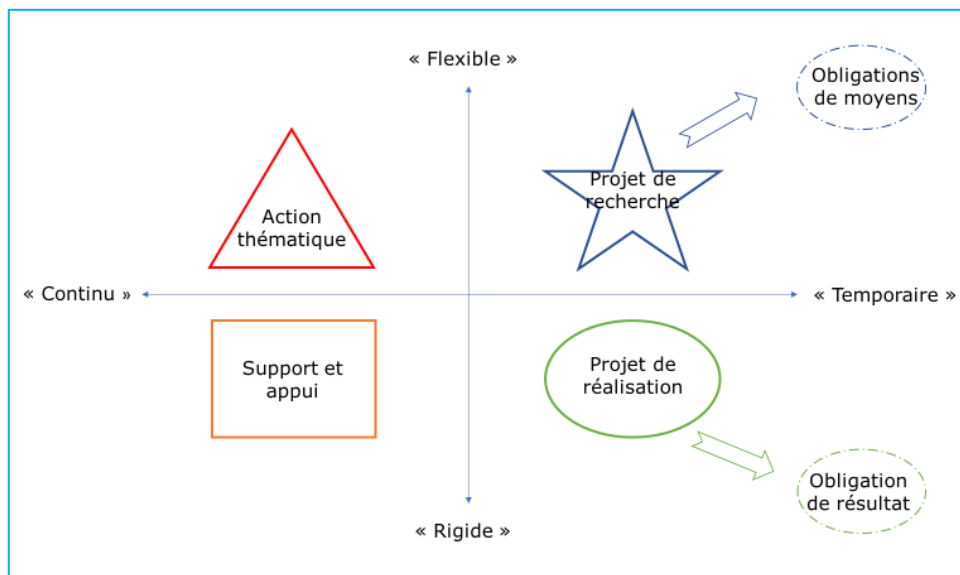 « Flexible »
Obligations
de moyens
Projet de
recherche
Action
thématique
« Continu »
« Temporaire »
Support et
appui
Projet de
réalisation
Obligation
de résultat
« Rigide »